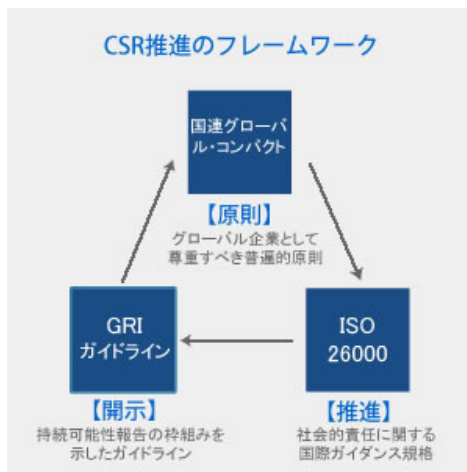 CSR推進のフレームワーク
国連グローバ
ル・コンパクト
【原則】
グローバル企業として
尊重すべき普遍的原則
GRI
ガイドライン
【開示】
持続可能性報告の枠組みを
示したガイドライン
ISO
26000
【推進】
社会的責任に関する
国際ガイダンス規格